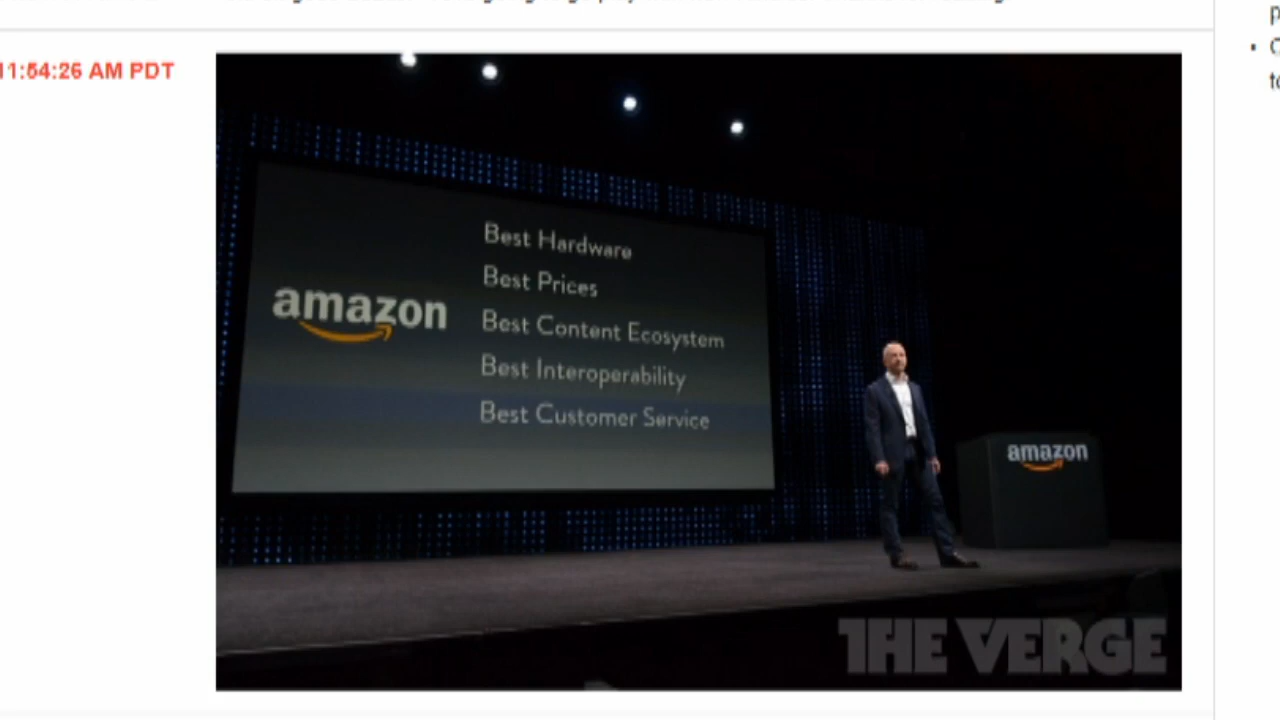 11:54:26 AM PDT
amazon
Best Hardware
Best Prices
Best Content Ecosystem
Best Interoperability
Best Customer Service
amazon
THE VERGE